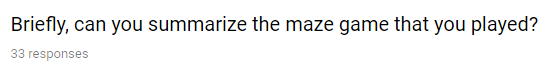 Briefly, can you summarize the maze game that you played?
33 responses